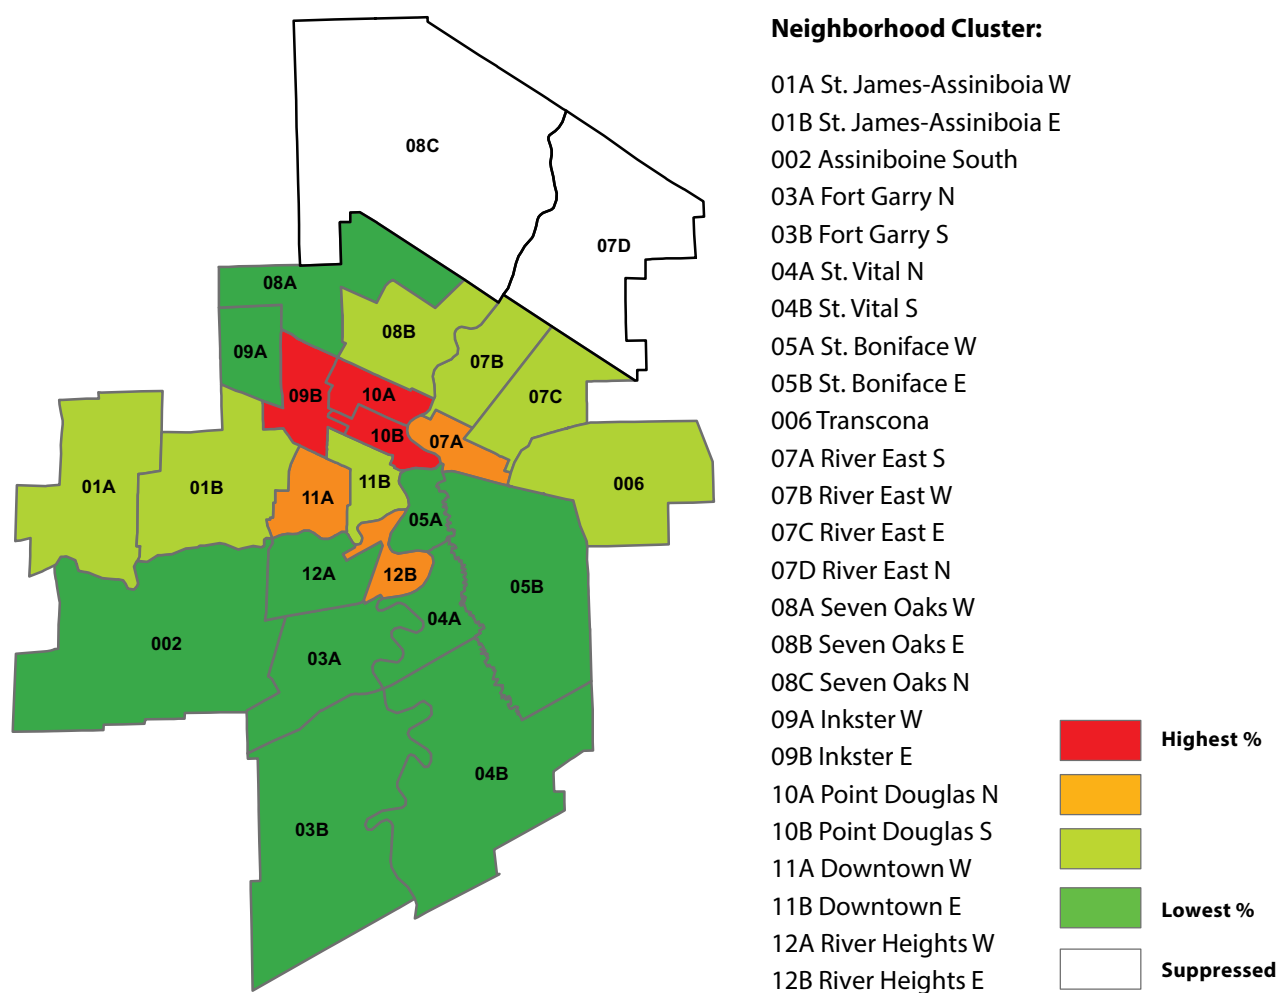 Neighborhood Cluster:
01A St. James-Assiniboia W
01B St. James-Assiniboia E
002 Assiniboine South
03A Fort Garry N
03B Fort Garry S
04A St. Vital N
04B St. Vital S
05A St. Boniface W
05B St. Boniface E
006 Transcona
07A River East S
07B River East W
07C River East E
07D River East N
08A Seven Oaks W
08B Seven Oaks E
08C Seven Oaks N
09A Inkster W
09B Inkster E
10A Point Douglas N
10B Point Douglas S
11A Downtown W
11B Downtown E
12A River Heights W
12B River Heights E
Highest %
Lowest %
Suppressed
08C
07D
08A
08B
09A
07B
09B
10A
07C
10B
07A
01A
01B
11A
11B
006
05A
12A
12B
05B
04A
002
03A
04B
03B